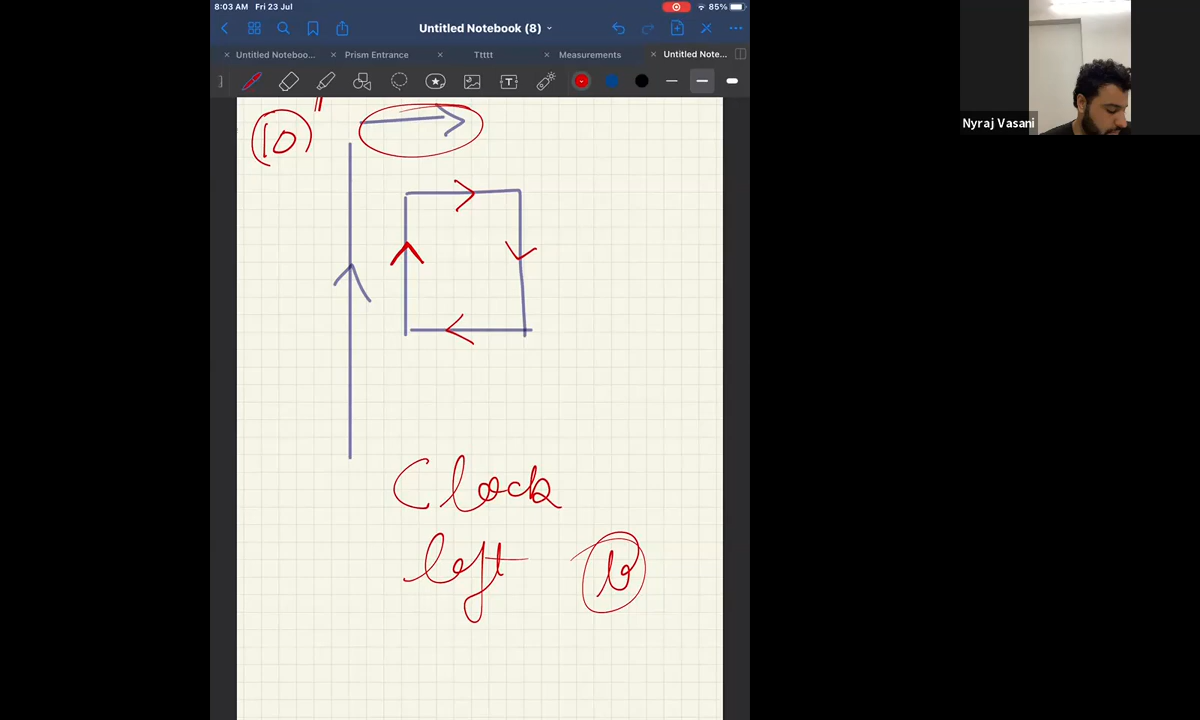 8:03 AM Fri 23 Jul
85%
Untitled Notebook (8)
Untitled Noteboo...
Prism Entrance
Ttttt
Measurements
Untitled Note...
T
10
Clock
left
b
Nyraj Vasani